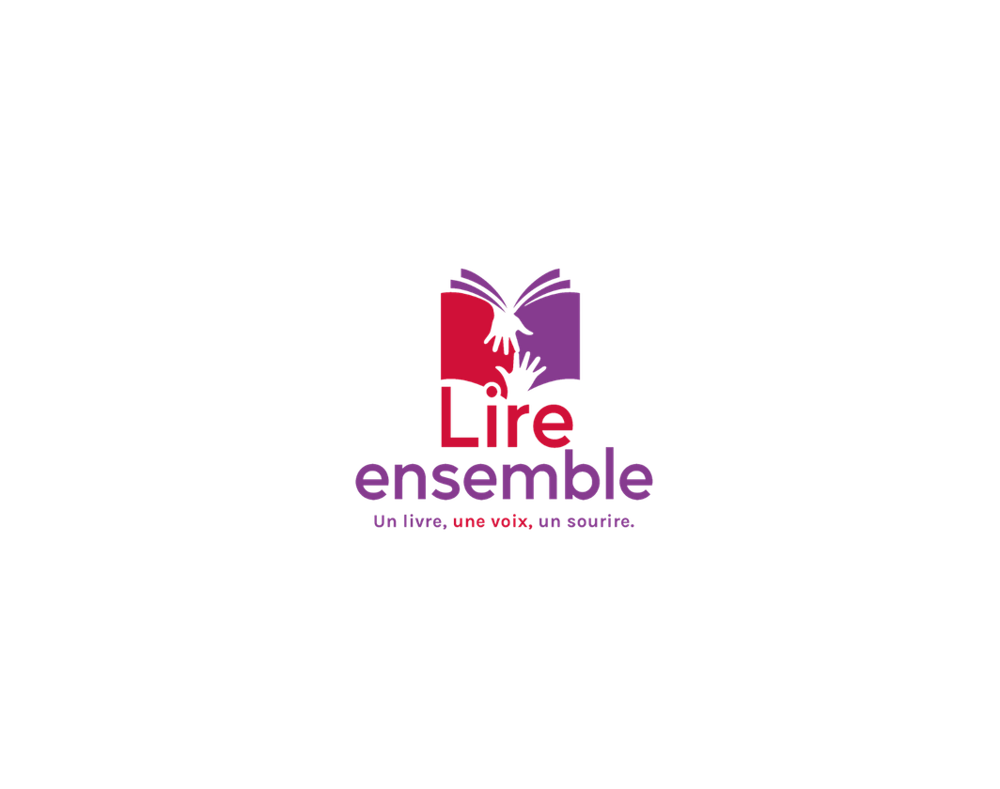 Lire
ensemble
Un livre, une voix, un sourire.